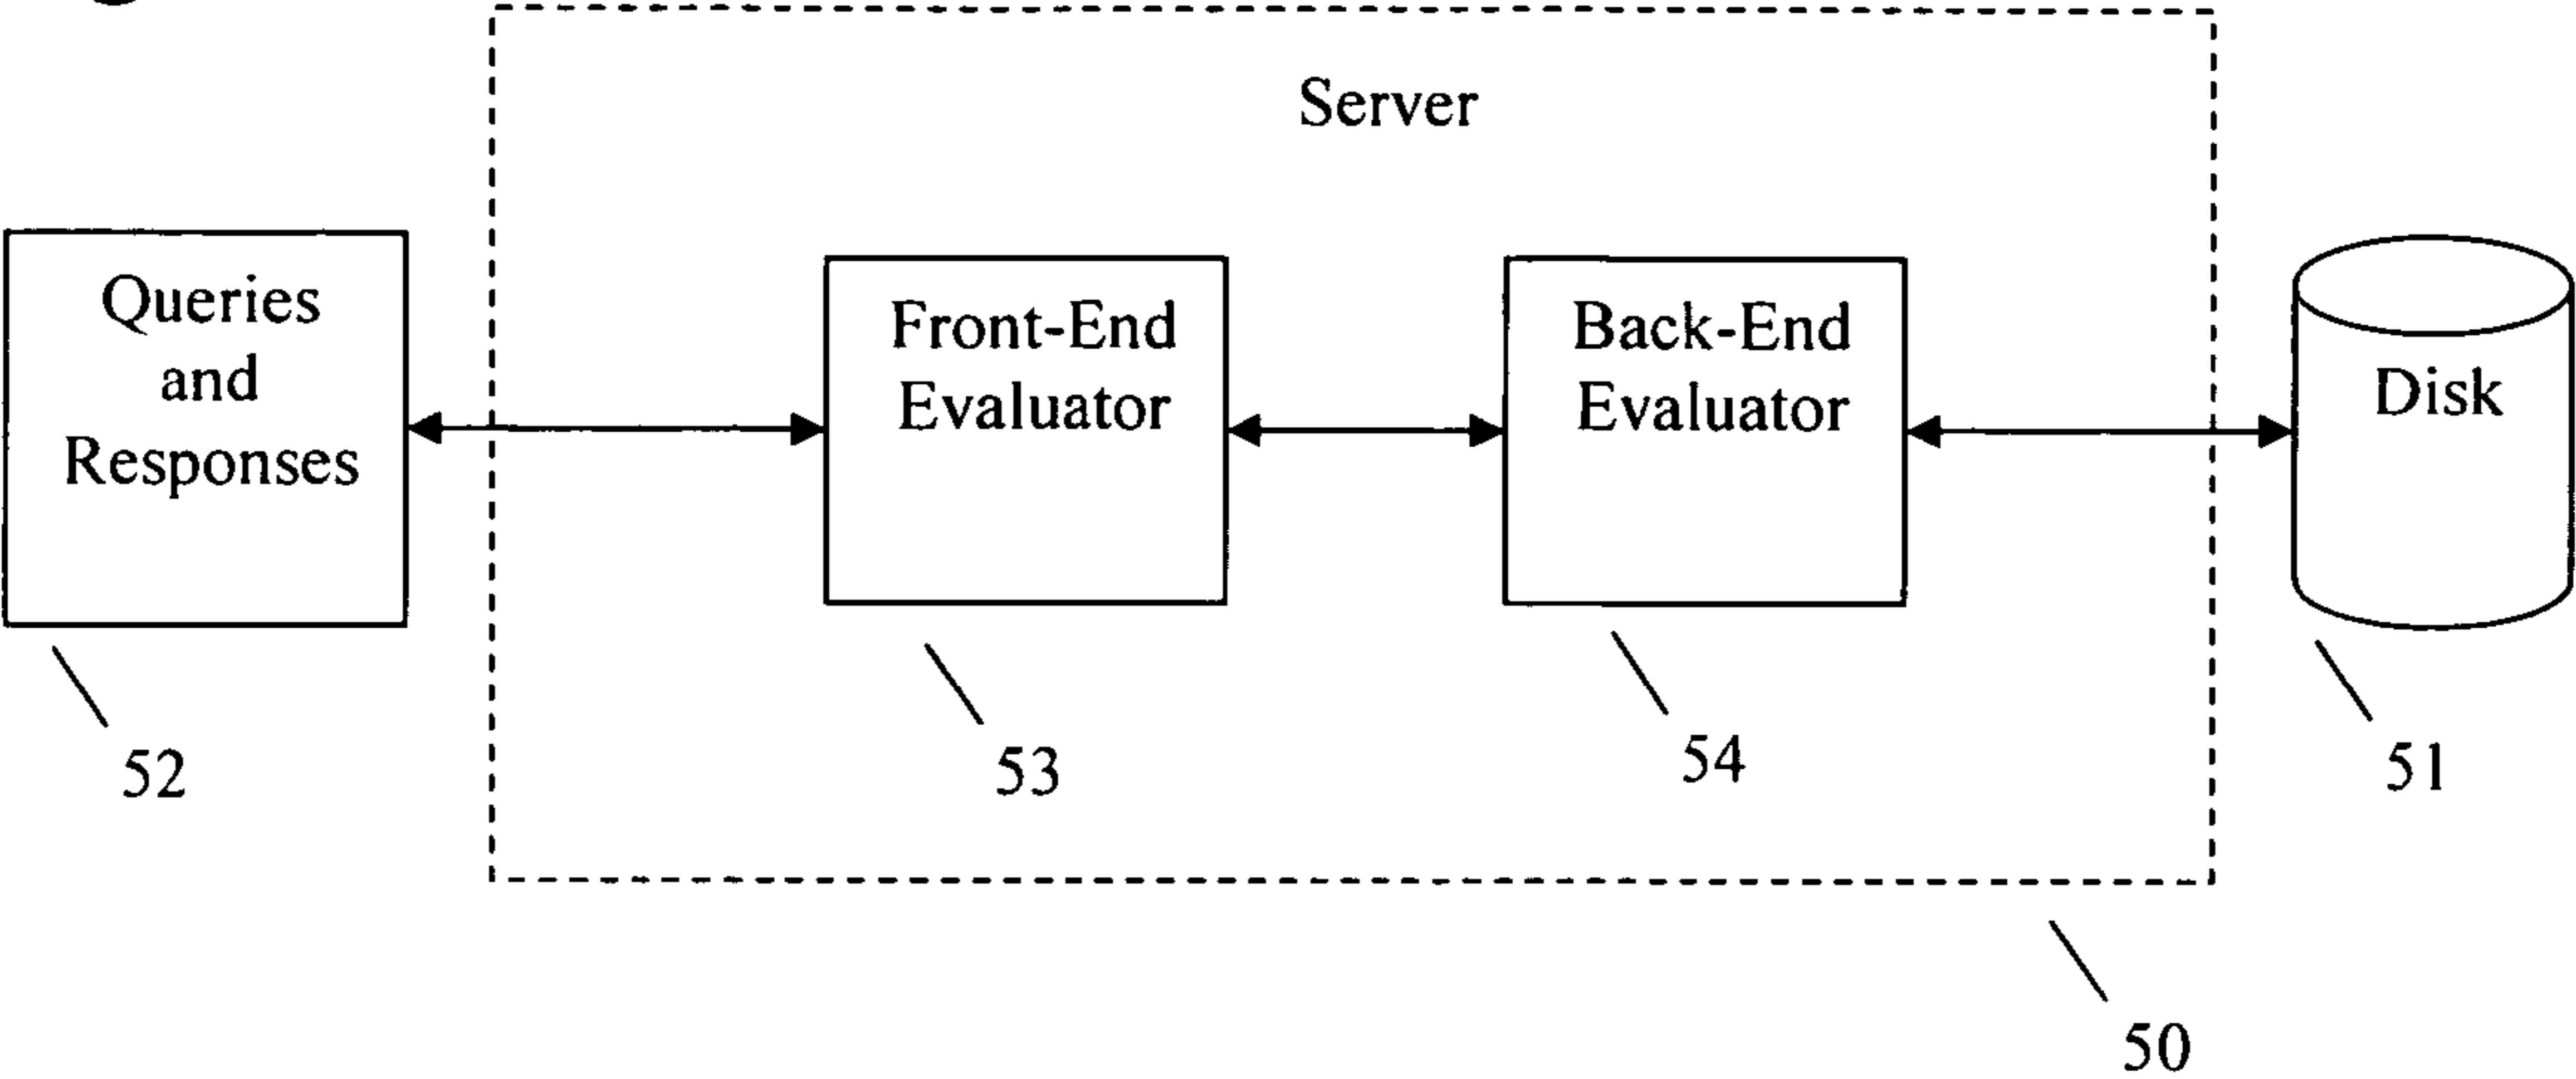 Server
Queries
and
Responses
Front-End
Evaluator
Back-End
Evaluator
Disk
52
53
54
51
50